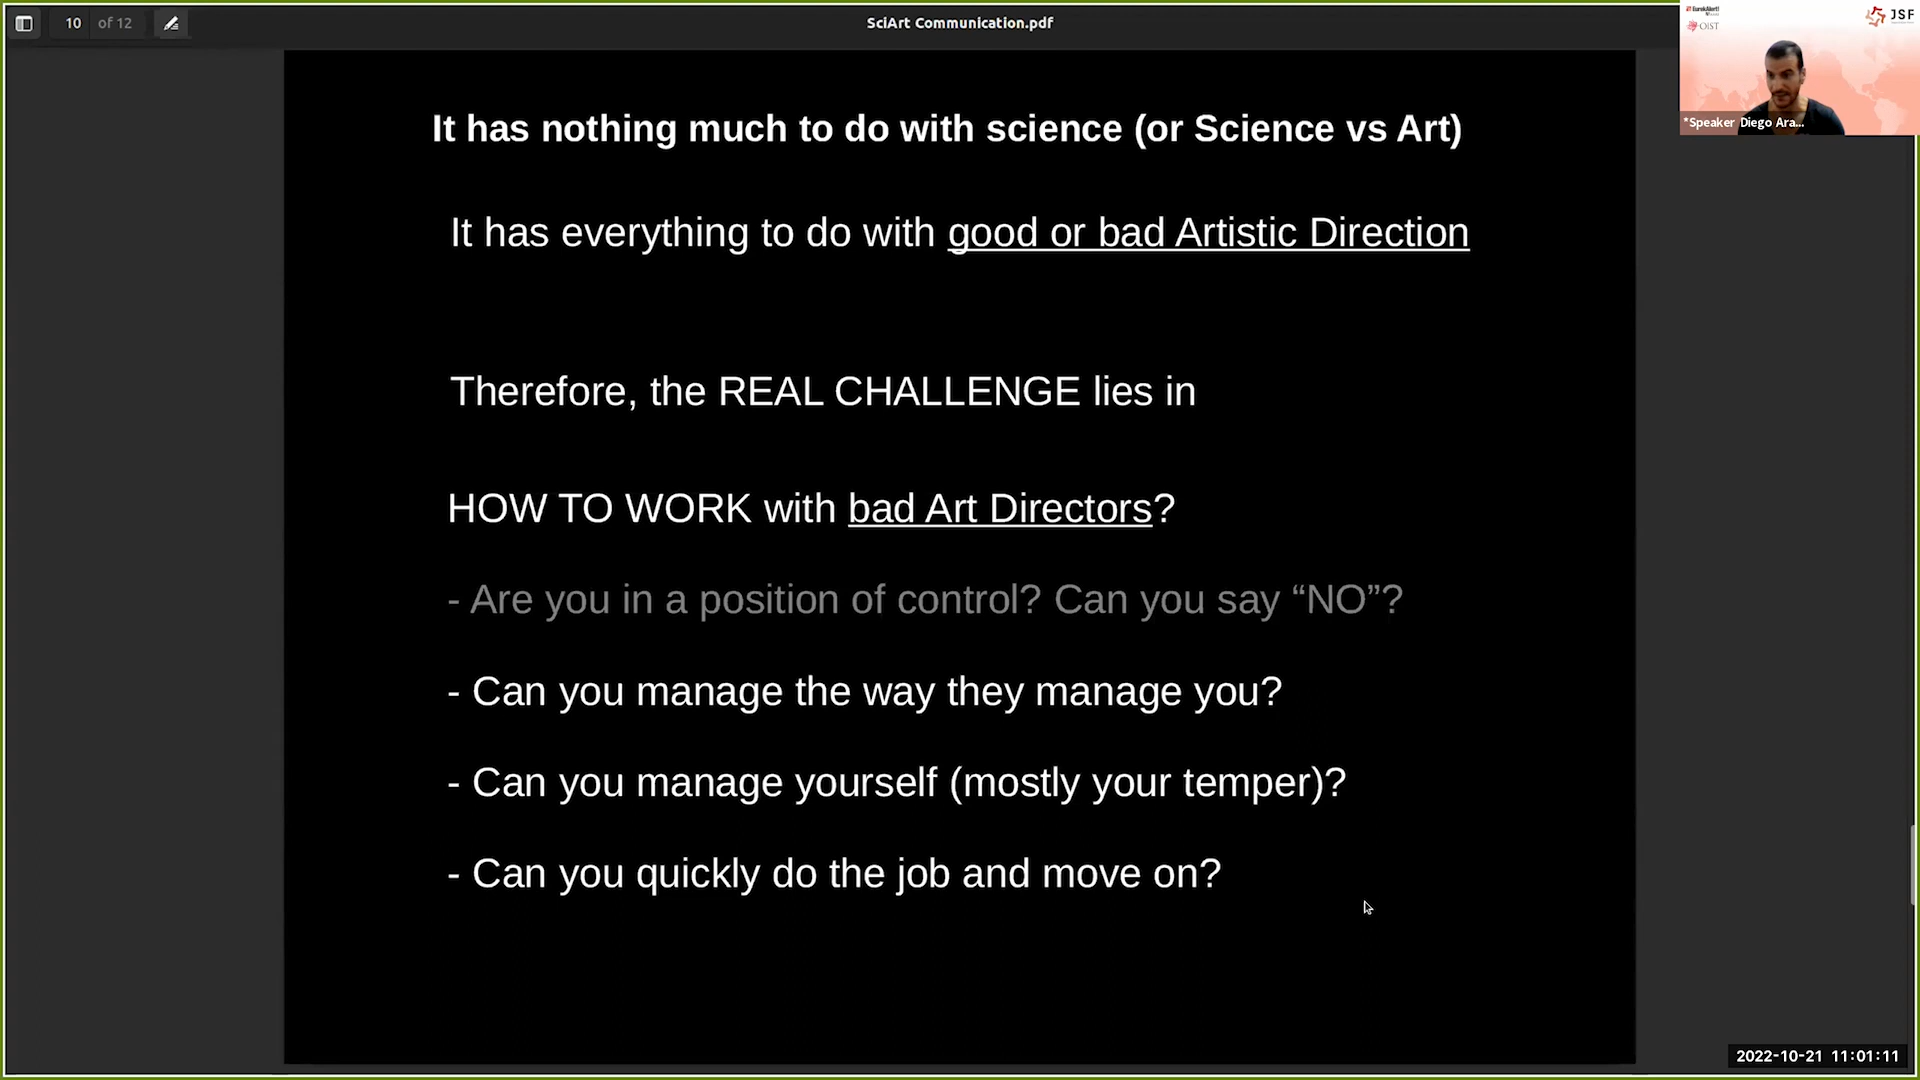 10 of 12
SciArt Communication.pdf
EurekAlert!
OIST
JSF
*Speaker Diego Ara...
It has nothing much to do with science (or Science vs Art)
It has everything to do with good or bad Artistic Direction
Therefore, the REAL CHALLENGE lies in
HOW TO WORK with bad Art Directors?
- Are you in a position of control? Can you say “NO”?
- Can you manage the way they manage you?
- Can you manage yourself (mostly your temper)?
- Can you quickly do the job and move on?
2022-10-21 11:01:11